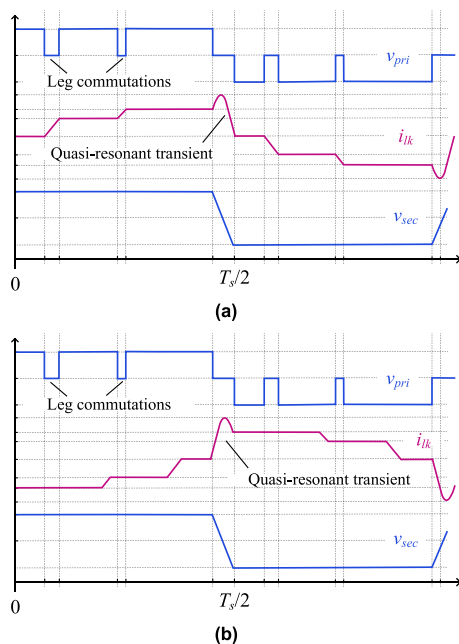 v_pri
Leg commutations
i_lk
Quasi-resonant transient
v_sec
0
T_s/2
(a)
v_pri
Leg commutations
i_lk
Quasi-resonant transient
v_sec
0
T_s/2
(b)